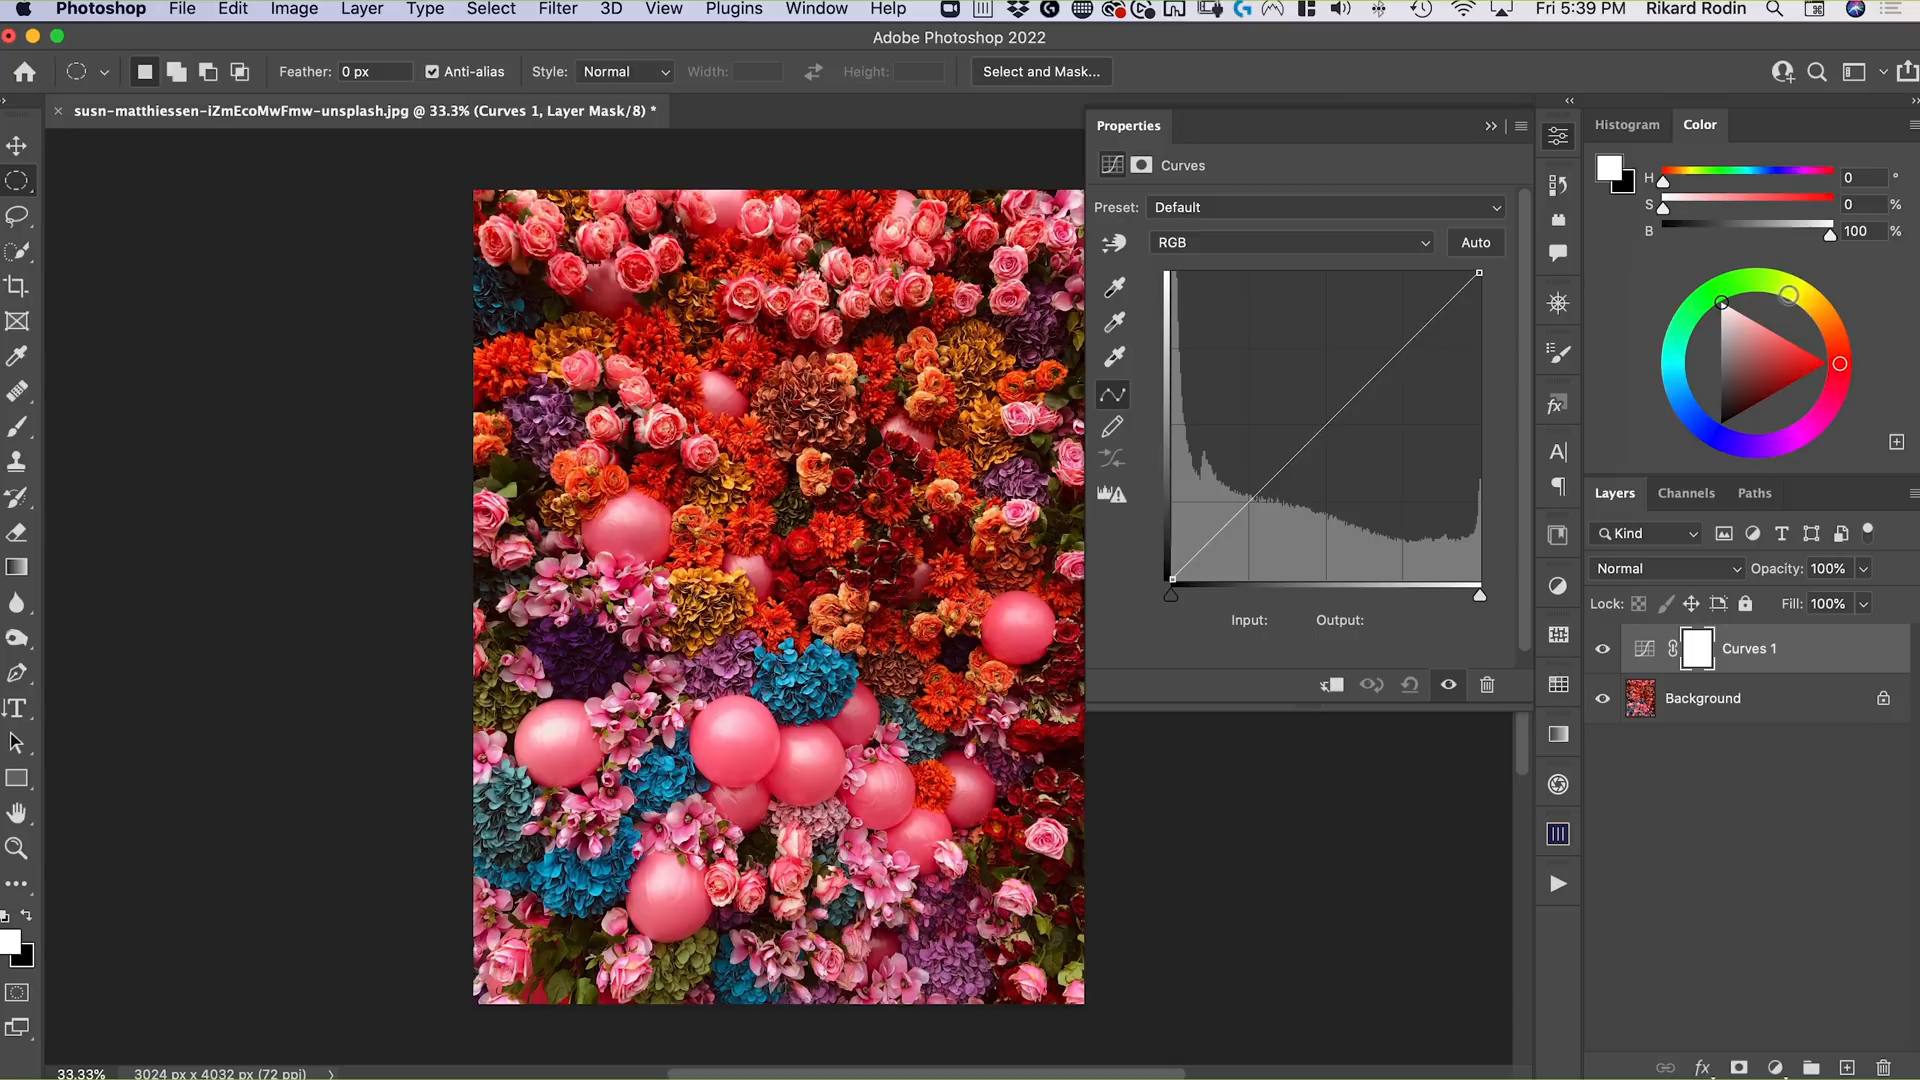 Photoshop File Edit Image Layer Type Select Filter 3D View Plugins Window Help Fri 5:39 PM Rikard Rodin
Adobe Photoshop 2022
Feather: 0 px Anti-alias Style: Normal Width: Height: Select and Mask...
susn-matthiessen-iZmEcoMwFmw-unsplash.jpg @ 33.3% (Curves 1, Layer Mask/8) *
Properties
Curves
Preset: Default
RGB Auto
Input: Output:
Histogram Color
H 0 °
S 0 %
B 100 %
Layers Channels Paths
Kind
Normal Opacity: 100%
Lock: Fill: 100%
Curves 1
Background
33.33% 3024 px x 4032 px (72 ppi)